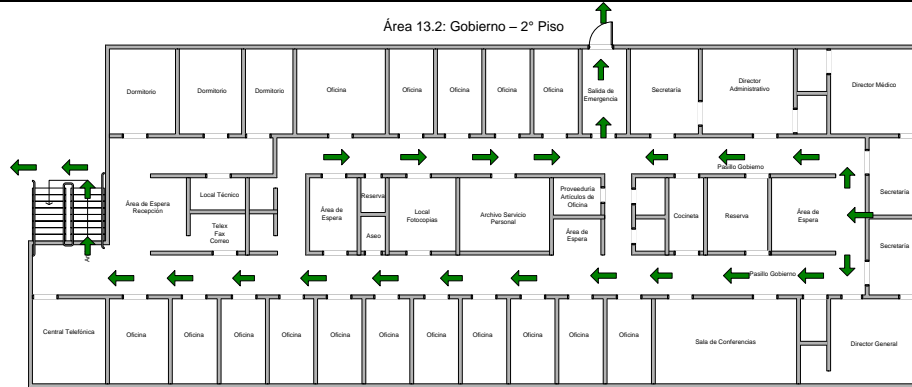 Área 13.2: Gobierno – 2° Piso
Dormitorio
Dormitorio
Dormitorio
Oficina
Oficina
Oficina
Oficina
Oficina
Salida de
Emergencia
Secretaría
Director
Administrativo
Director Médico
Pasillo Gobierno
Área de Espera
Recepción
Local Técnico
Telex
Fax
Correo
Área de
Espera
Reserva
Aseo
Local
Fotocopias
Archivo Servicio
Personal
Proveeduría
Artículos de
Oficina
Área de
Espera
Cocineta
Reserva
Área de
Espera
Secretaría
Secretaría
Pasillo Gobierno
Central Telefónica
Oficina
Oficina
Oficina
Oficina
Oficina
Oficina
Oficina
Oficina
Oficina
Oficina
Oficina
Sala de Conferencias
Director General